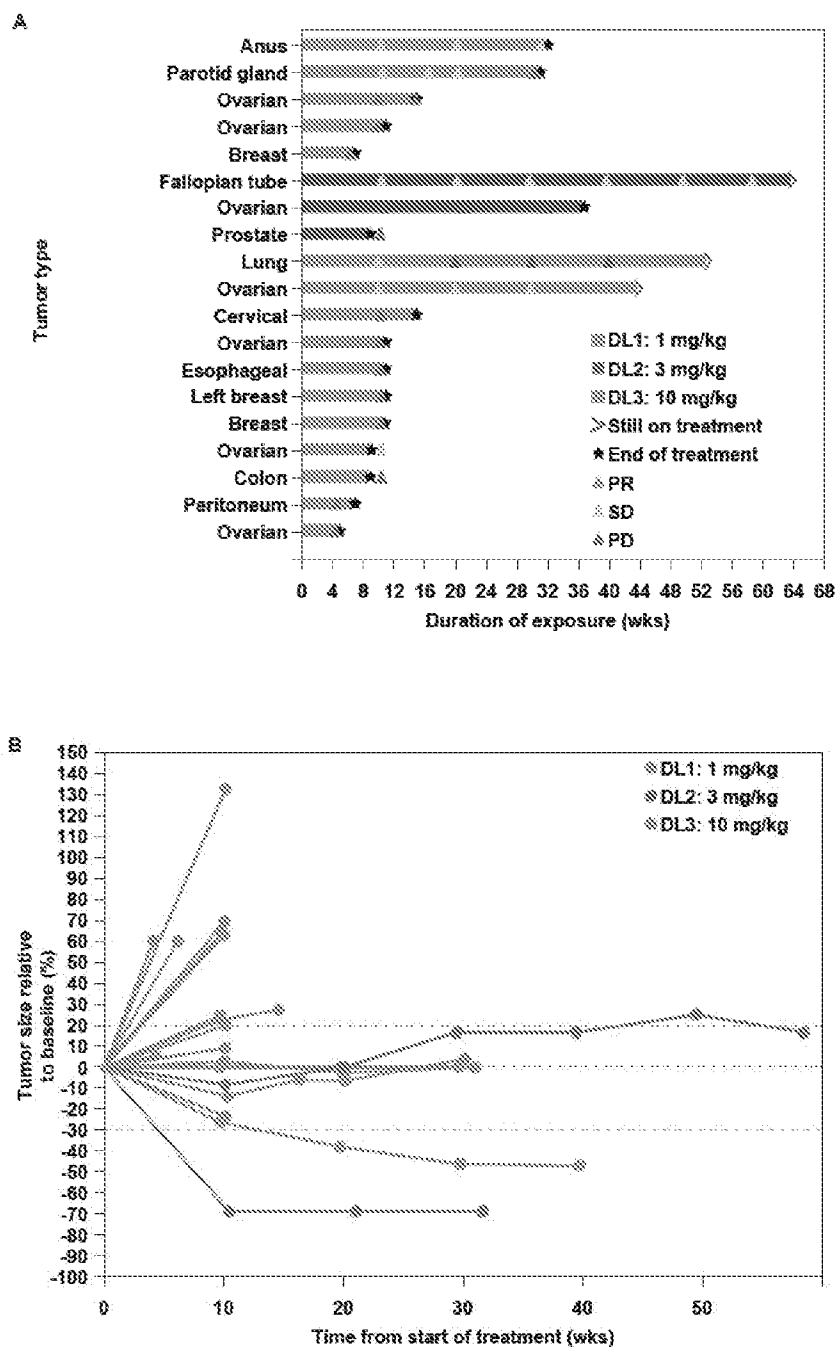 A
Anus
Parotid gland
Ovarian
Ovarian
Breast
Fallopian tube
Ovarian
Prostate
Lung
Ovarian
Cervical
Ovarian
Esophageal
Left breast
Breast
Ovarian
Colon
Peritoneum
Ovarian
Tumor type
DL1: 1 mg/kg
DL2: 3 mg/kg
DL3: 10 mg/kg
Still on treatment
End of treatment
PR
SD
PD
0 4 8 12 16 20 24 28 32 36 40 44 48 52 56 60 64 68
Duration of exposure (wks)
B
150
140
130
120
110
100
90
80
70
60
50
40
30
20
10
0
-10
-20
-30
-40
-50
-60
-70
-80
-90
-100
Tumor size relative
to baseline (%)
DL1: 1 mg/kg
DL2: 3 mg/kg
DL3: 10 mg/kg
0 10 20 30 40 50
Time from start of treatment (wks)